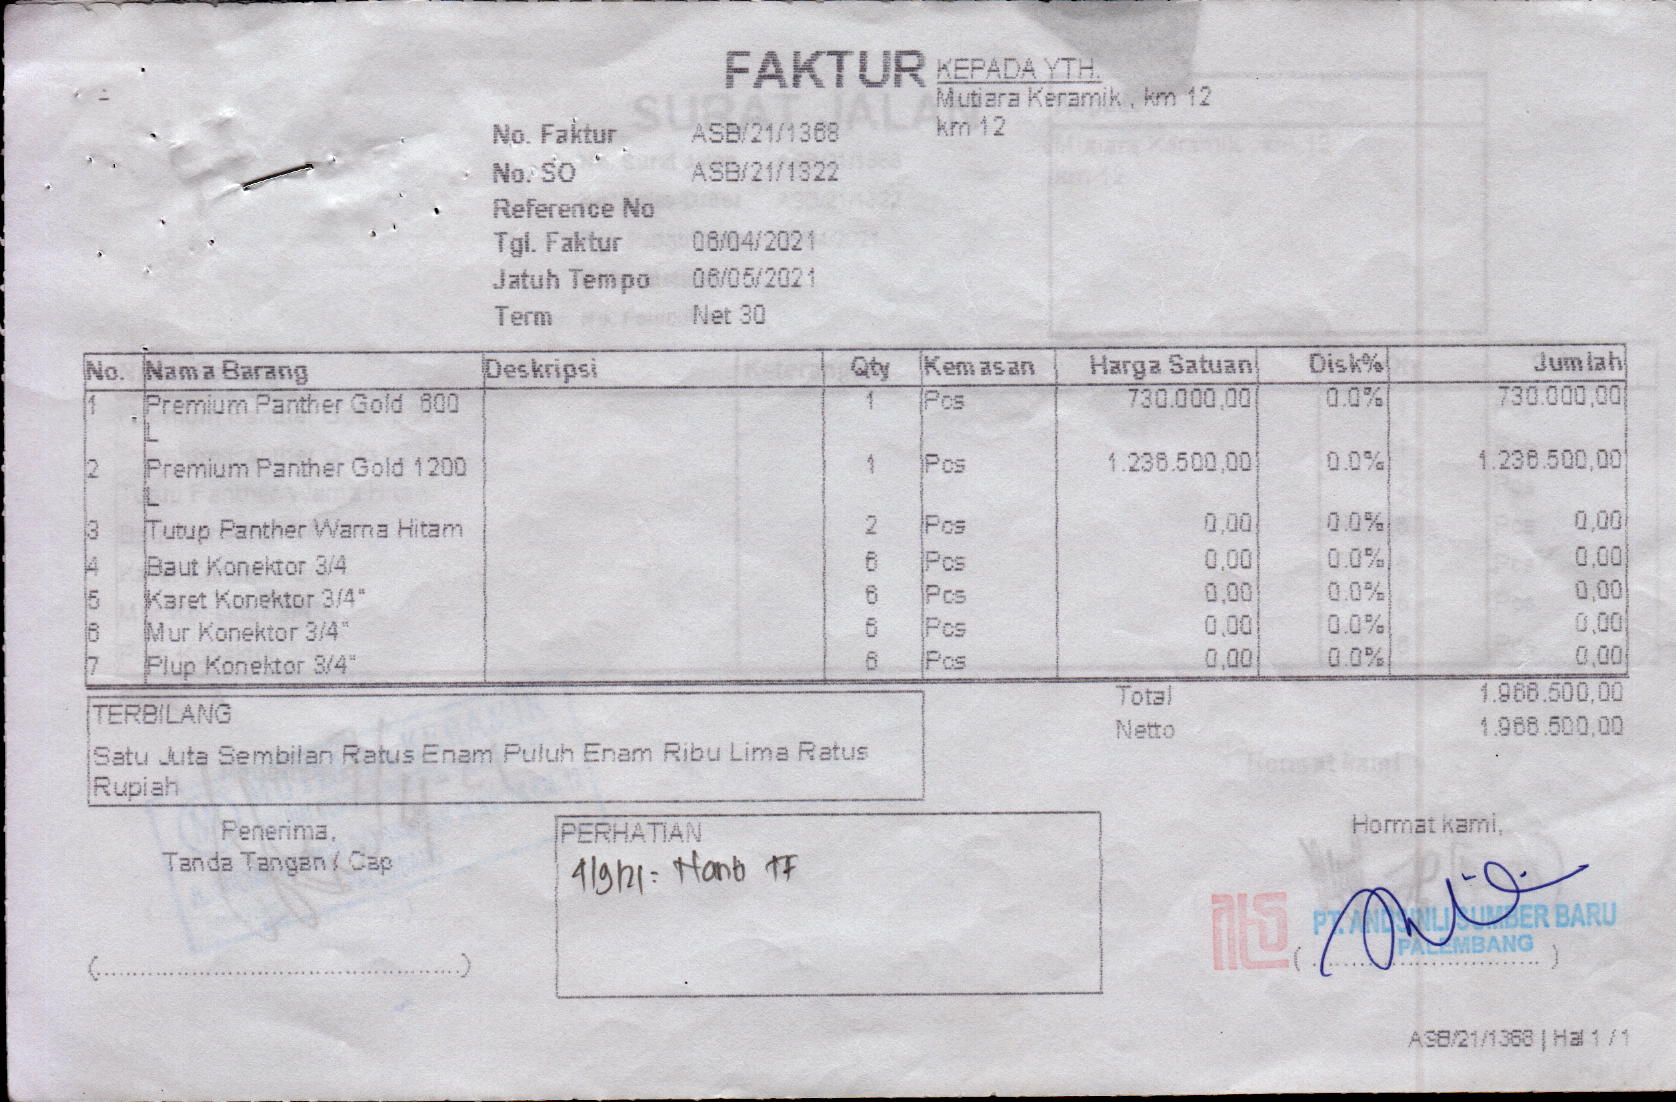 FAKTUR
KEPADA YTH.
Mutiara Keramik , km 12
km 12
No. Faktur ASB/21/1368
No. SO ASB/21/1322
Reference No
Tgl. Faktur 06/04/2021
Jatuh Tempo 06/05/2021
Term Net 30
No. Nama Barang Deskripsi Qty Kemasan Harga Satuan Disk% Jumlah
1 Premium Panther Gold 600 1 Pcs 730.000,00 0.0% 730.000,00
L
2 Premium Panther Gold 1200 1 Pcs 1.236.500,00 0.0% 1.236.500,00
L
3 Tutup Panther Warna Hitam 2 Pcs 0,00 0.0% 0,00
4 Baut Konektor 3/4 6 Pcs 0,00 0.0% 0,00
5 Karet Konektor 3/4" 6 Pcs 0,00 0.0% 0,00
6 Mur Konektor 3/4" 6 Pcs 0,00 0.0% 0,00
7 Plup Konektor 3/4" 6 Pcs 0,00 0.0% 0,00
Total 1.966.500,00
Netto 1.966.500,00
TERBILANG
Satu Juta Sembilan Ratus Enam Puluh Enam Ribu Lima Ratus
Rupiah
Penerima,
Tanda Tangan / Cap
PERHATIAN
Hormat kami,
PT. ANDSINLI SUMBER BARU
PALEMBANG
ASB/21/1368 | Hal 1 / 1